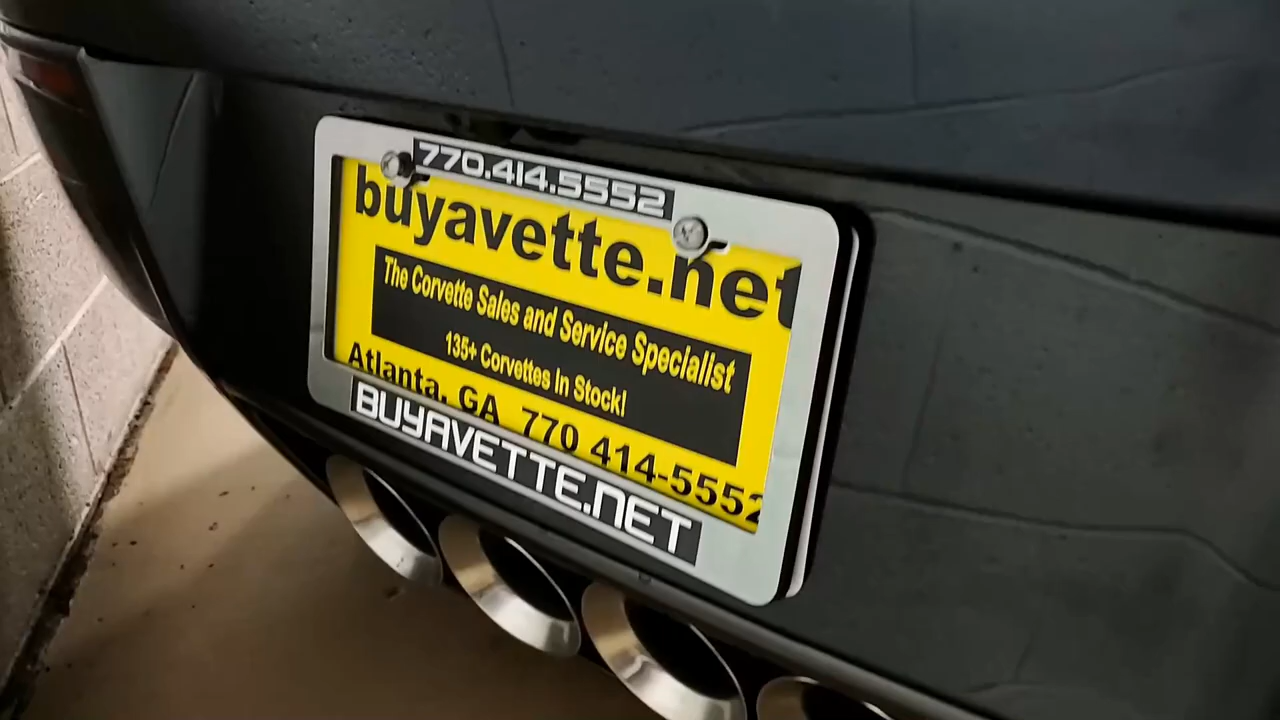 770.414.5552
buyavette.net
The Corvette Sales and Service Specialist
135+ Corvettes In Stock!
Atlanta, GA 770 414-5552
BUYAVETTE.NET